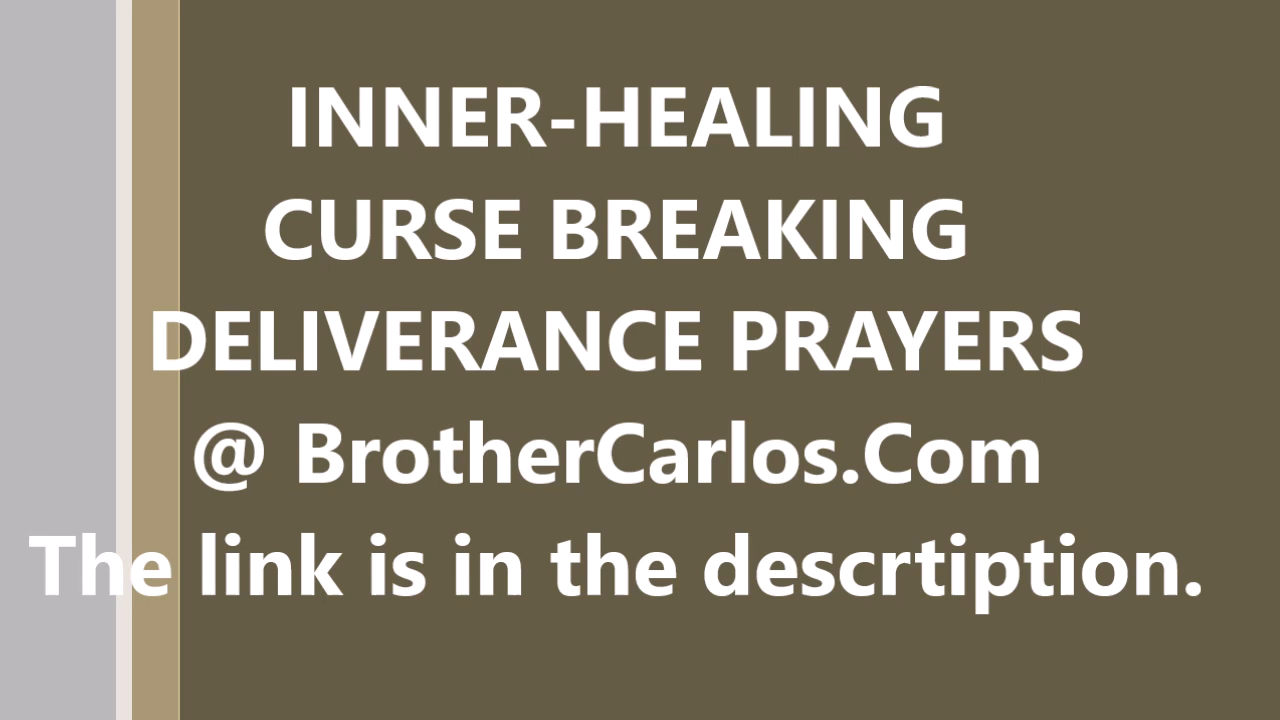 INNER-HEALING
CURSE BREAKING
DELIVERANCE PRAYERS
@ BrotherCarlos.Com
The link is in the descrtiption.